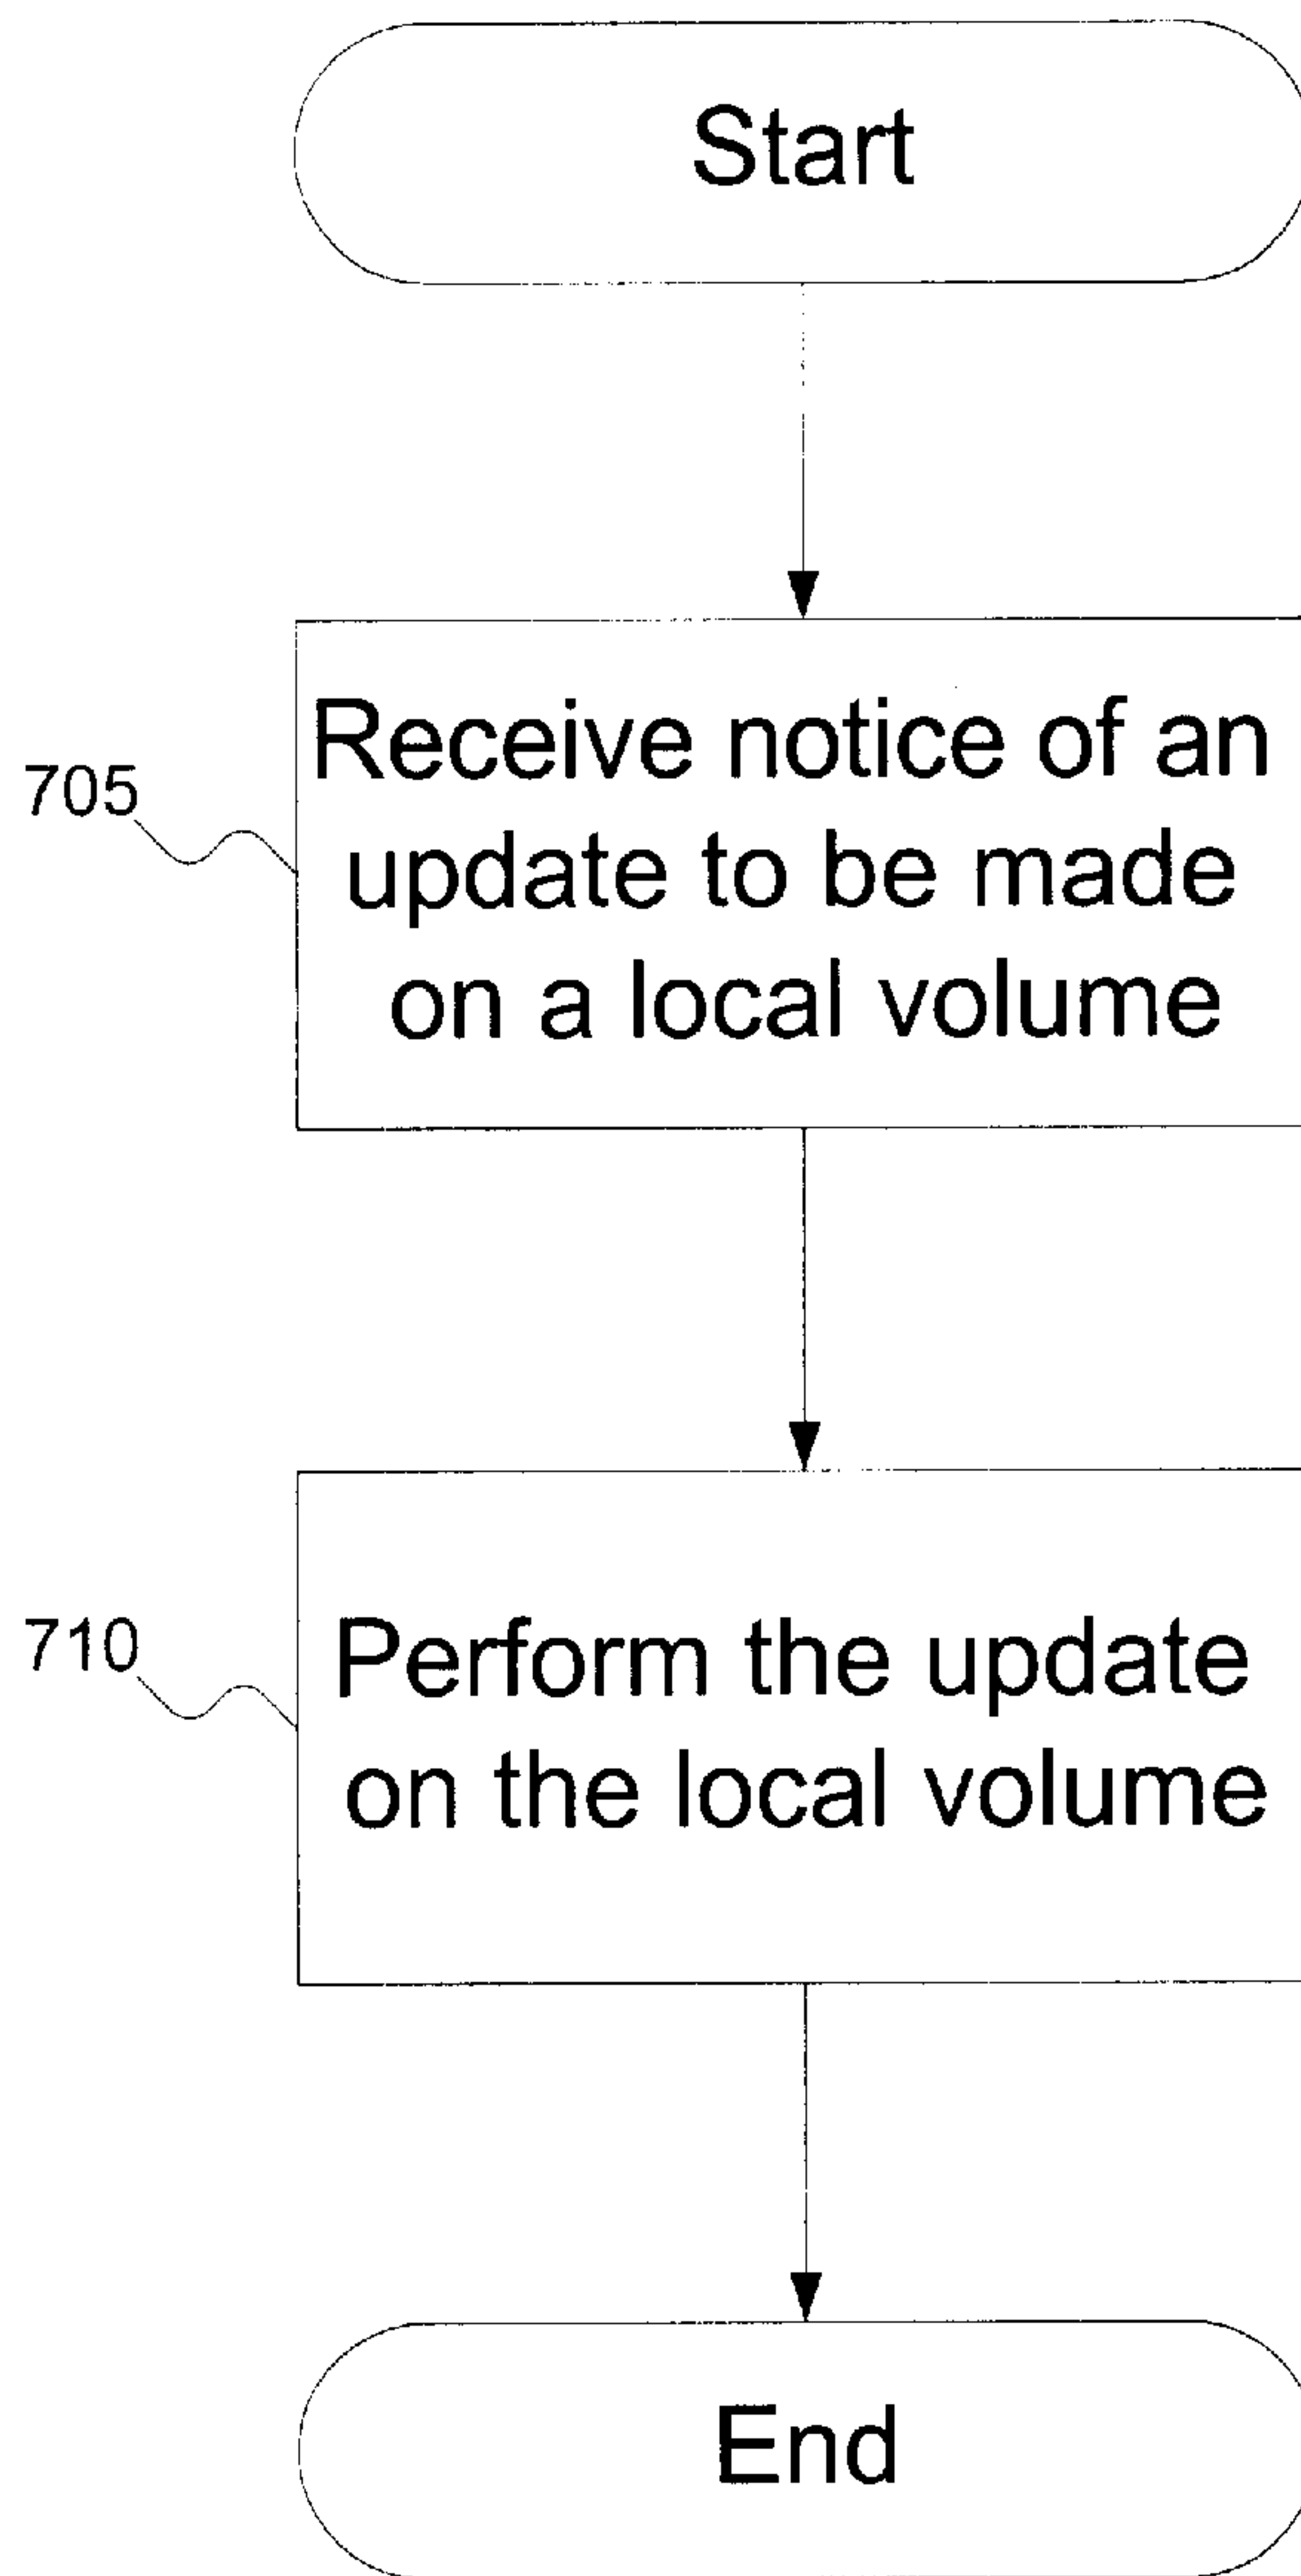 Start
705
Receive notice of an
update to be made
on a local volume
710
Perform the update
on the local volume
End